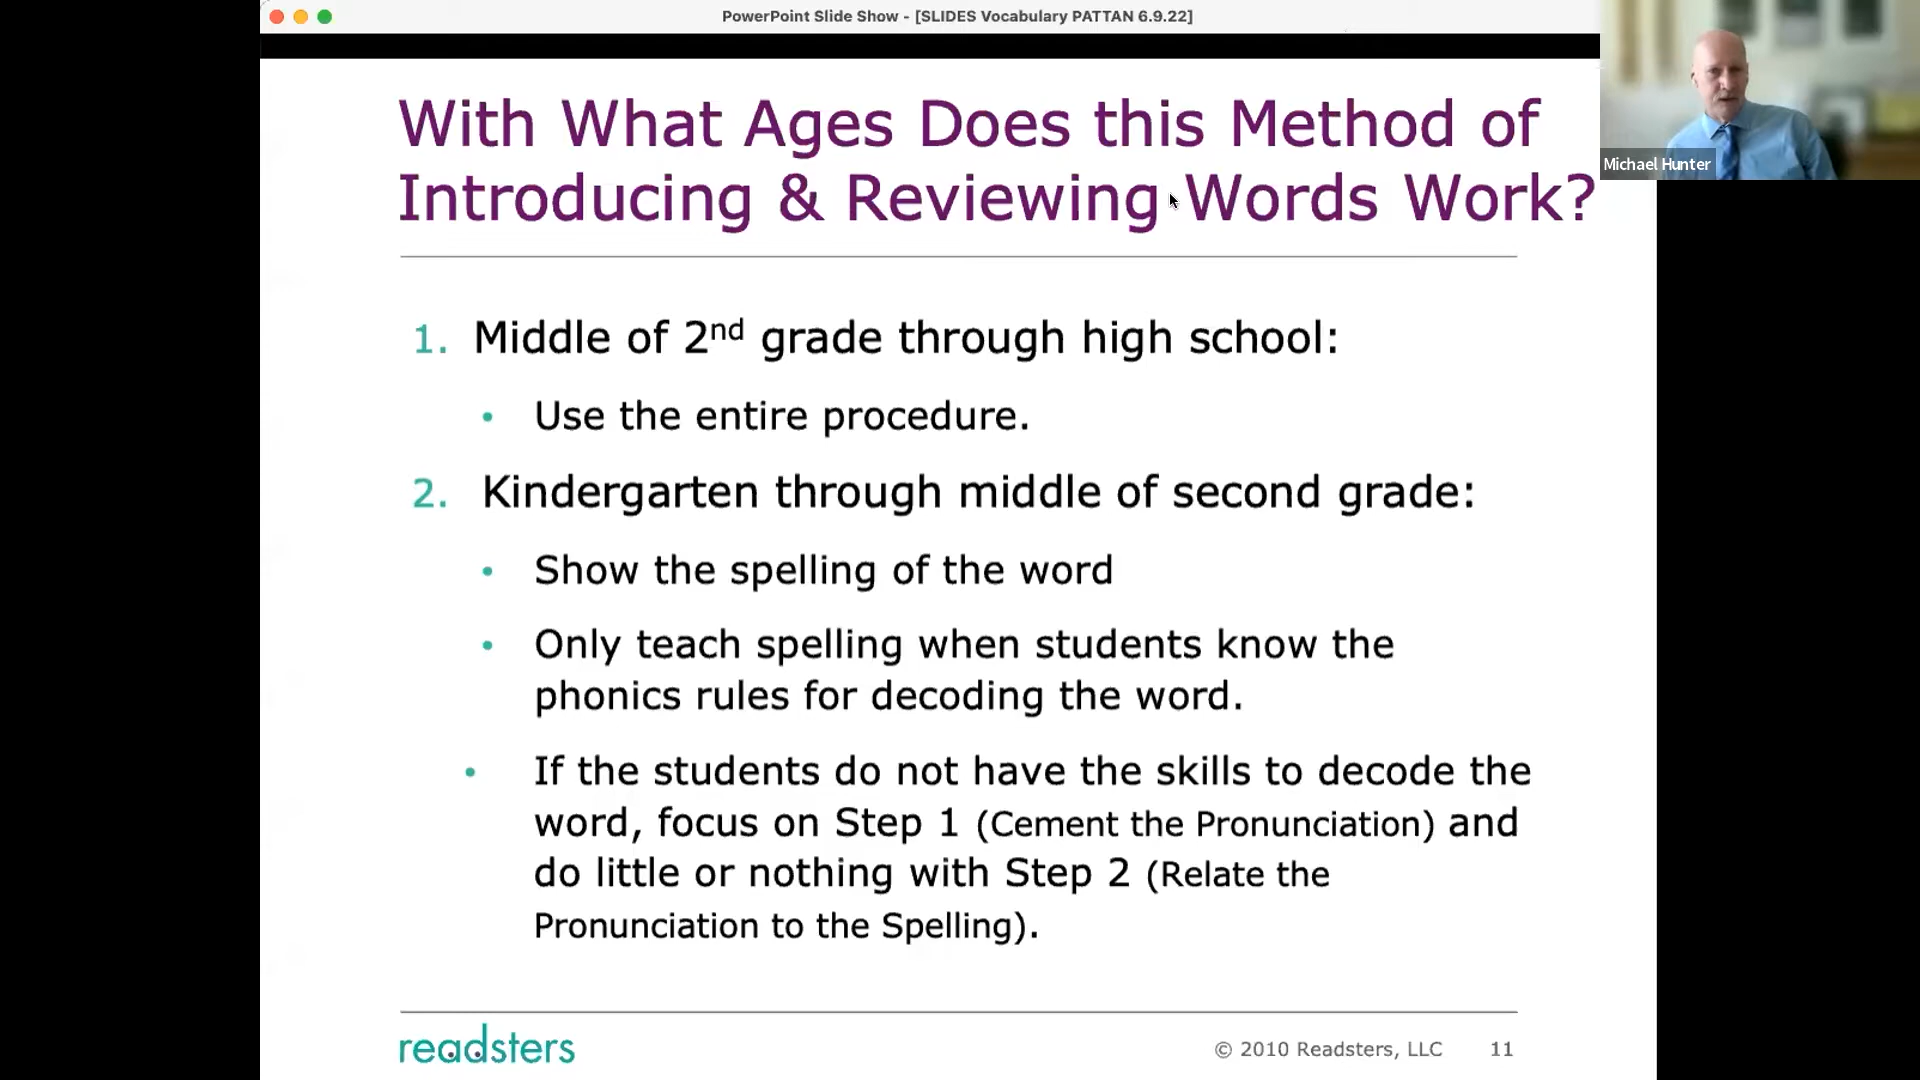 PowerPoint Slide Show - [SLIDES Vocabulary PATTAN 6.9.22]
Michael Hunter
With What Ages Does this Method of
Introducing & Reviewing Words Work?
1. Middle of 2nd grade through high school:
• Use the entire procedure.
2. Kindergarten through middle of second grade:
• Show the spelling of the word
• Only teach spelling when students know the
phonics rules for decoding the word.
• If the students do not have the skills to decode the
word, focus on Step 1 (Cement the Pronunciation) and
do little or nothing with Step 2 (Relate the
Pronunciation to the Spelling).
readsters
© 2010 Readsters, LLC 11